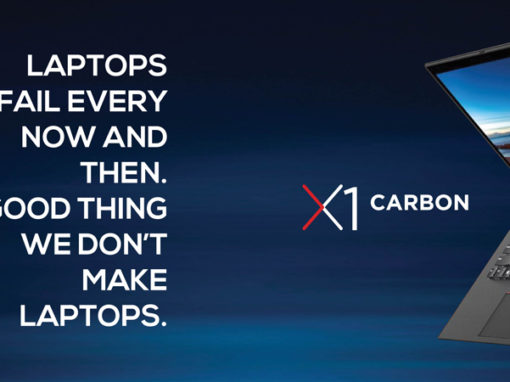 LAPTOPS
FAIL EVERY
NOW AND
THEN.
GOOD THING
WE DON'T
MAKE
LAPTOPS.
X1 CARBON